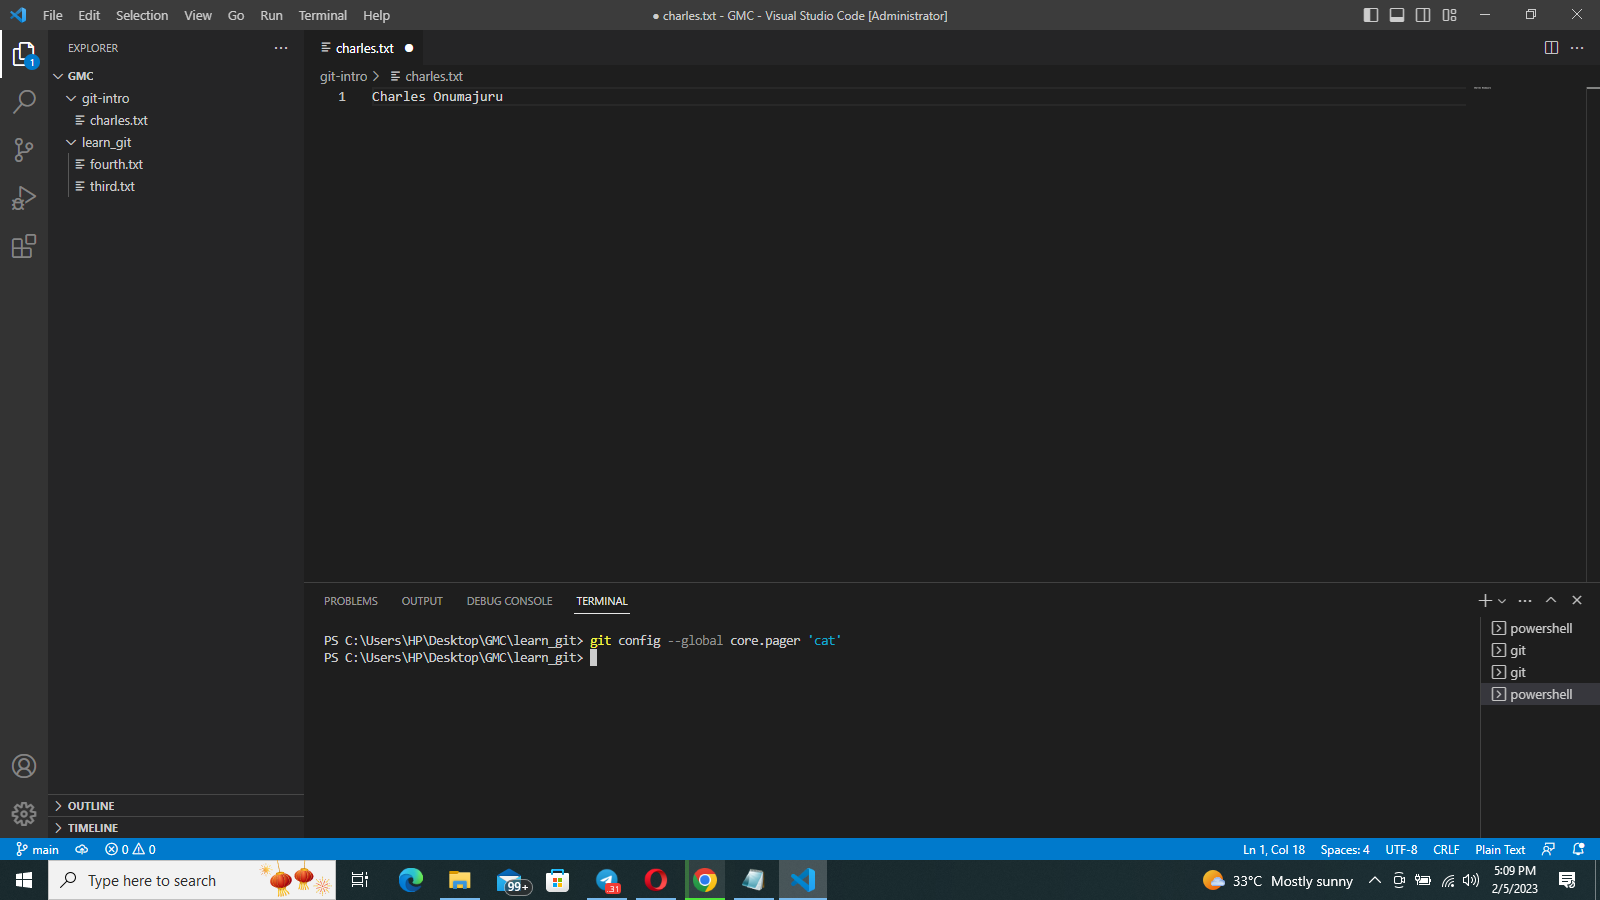 File Edit Selection View Go Run Terminal Help
● charles.txt - GMC - Visual Studio Code [Administrator]
EXPLORER
1
GMC
git-intro
charles.txt
learn_git
fourth.txt
third.txt
OUTLINE
TIMELINE
charles.txt
git-intro > charles.txt
1 Charles Onumajuru
PROBLEMS OUTPUT DEBUG CONSOLE TERMINAL
PS C:\Users\HP\Desktop\GMC\learn_git> git config --global core.pager 'cat'
PS C:\Users\HP\Desktop\GMC\learn_git>
powershell
git
git
powershell
main 0 0 Ln 1, Col 18 Spaces: 4 UTF-8 CRLF Plain Text
Type here to search 99+ 31 33°C Mostly sunny 5:09 PM
2/5/2023